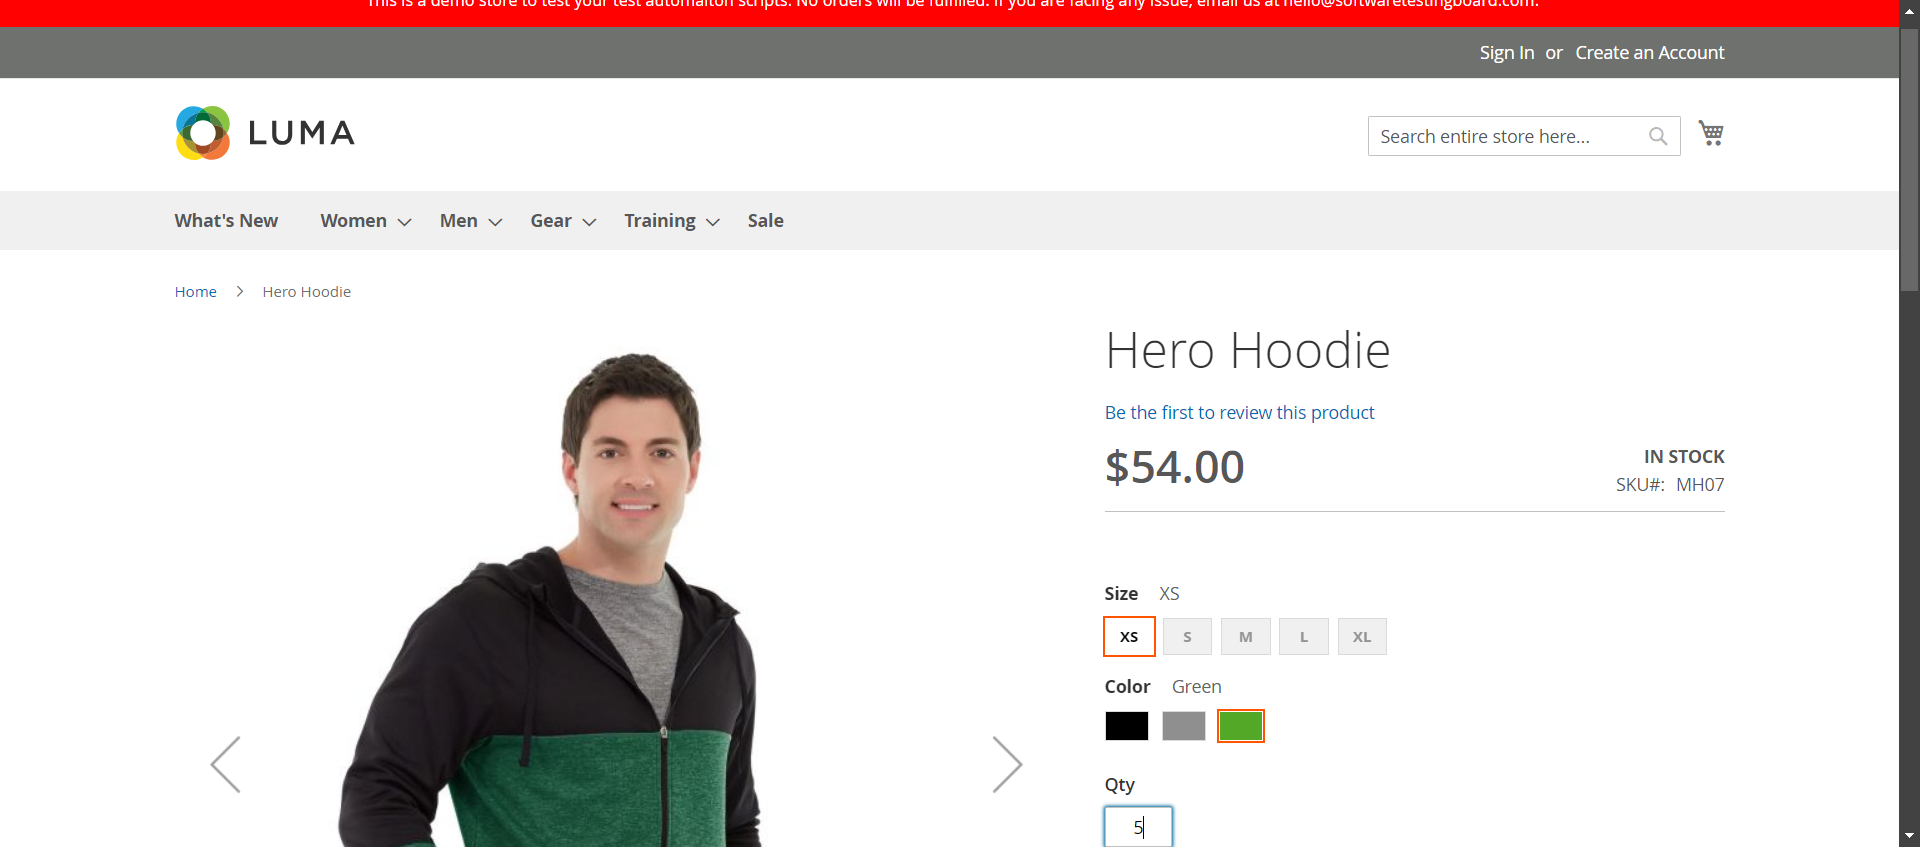 This is a demo store to test your test automaiton scripts. No orders will be fulfilled. If you are facing any issue, email us at hello@softwaretestingboard.com.
Sign In or Create an Account
LUMA
Search entire store here...
What's New Women Men Gear Training Sale
Home Hero Hoodie
Hero Hoodie
Be the first to review this product
$54.00
IN STOCK
SKU#: MH07
Size XS
XS S M L XL
Color Green
Qty
5